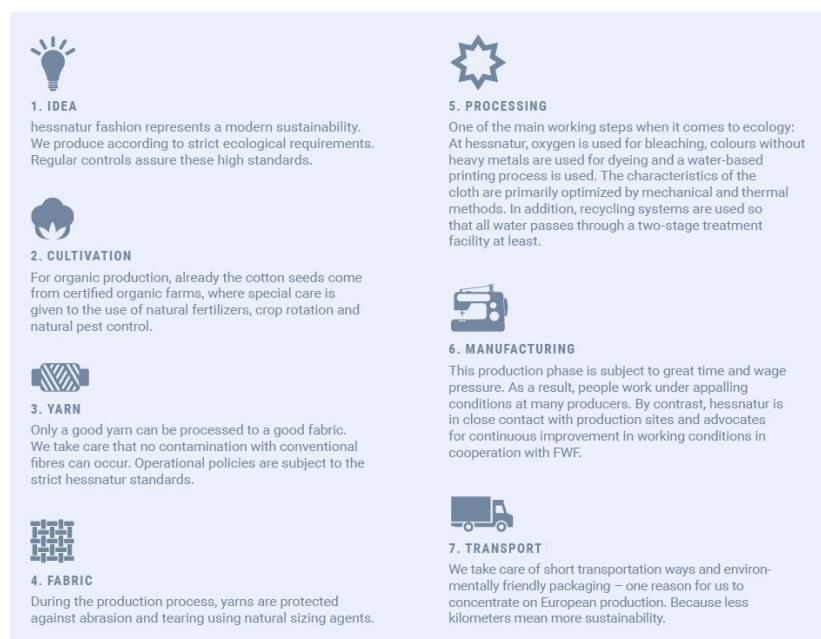 1. IDEA
hessnatur fashion represents a modern sustainability.
We produce according to strict ecological requirements.
Regular controls assure these high standards.
2. CULTIVATION
For organic production, already the cotton seeds come
from certified organic farms, where special care is
given to the use of natural fertilizers, crop rotation and
natural pest control.
3. YARN
Only a good yarn can be processed to a good fabric.
We take care that no contamination with conventional
fibres can occur. Operational policies are subject to the
strict hessnatur standards.
4. FABRIC
During the production process, yarns are protected
against abrasion and tearing using natural sizing agents.
5. PROCESSING
One of the main working steps when it comes to ecology:
At hessnatur, oxygen is used for bleaching, colours without
heavy metals are used for dyeing and a water-based
printing process is used. The characteristics of the
cloth are primarily optimized by mechanical and thermal
methods. In addition, recycling systems are used so
that all water passes through a two-stage treatment
facility at least.
6. MANUFACTURING
This production phase is subject to great time and wage
pressure. As a result, people work under appalling
conditions at many producers. By contrast, hessnatur is
in close contact with production sites and advocates
for continuous improvement in working conditions in
cooperation with FWF.
7. TRANSPORT
We take care of short transportation ways and environ-
mentally friendly packaging – one reason for us to
concentrate on European production. Because less
kilometers mean more sustainability.